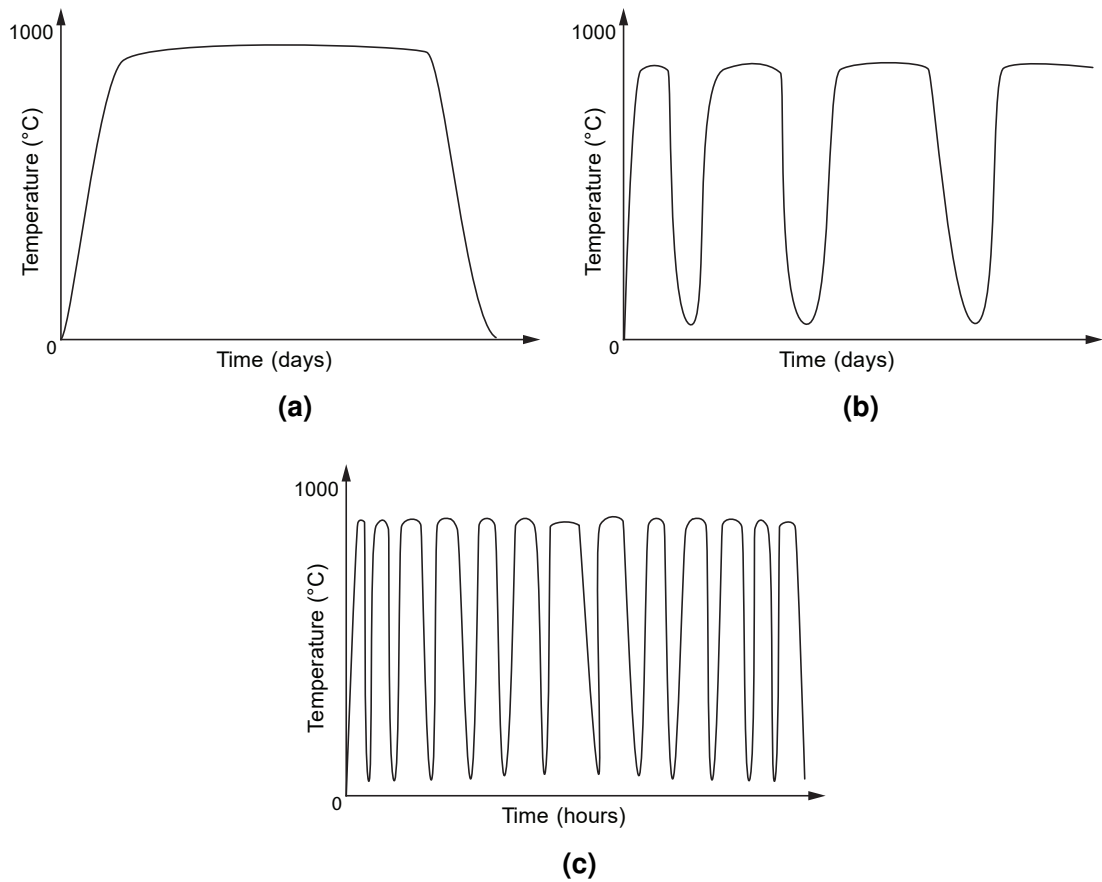 1000
Temperature (°C)
0
Time (days)
(a)
1000
Temperature (°C)
0
Time (days)
(b)
1000
Temperature (°C)
0
Time (hours)
(c)